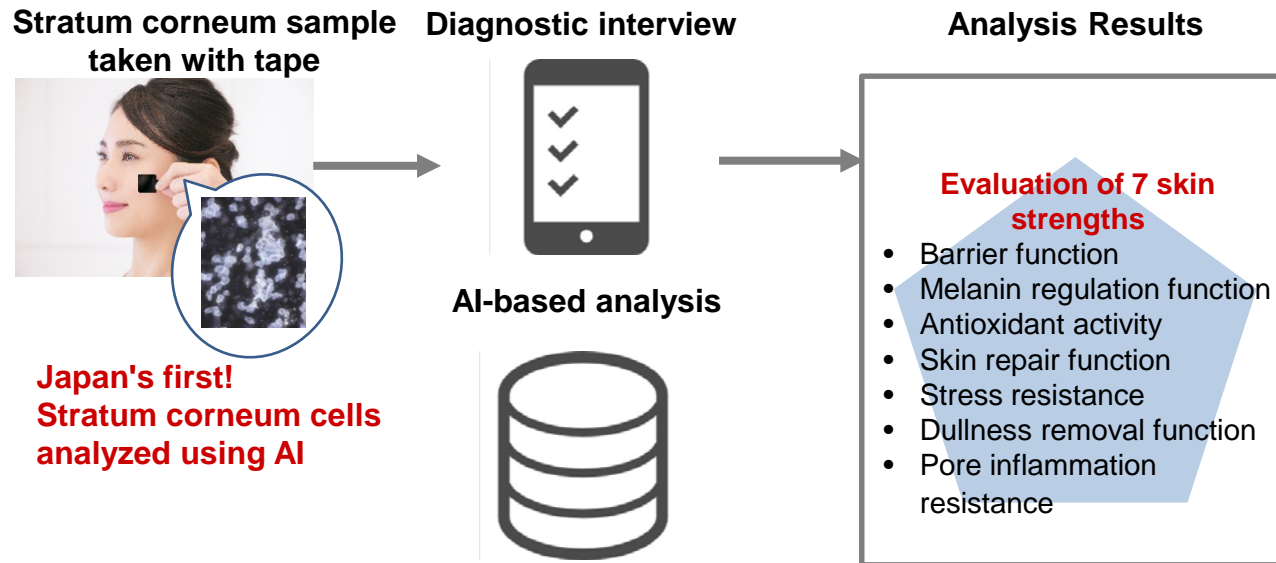 Stratum corneum sample
taken with tape
Diagnostic interview
Analysis Results
AI-based analysis
Japan's first!
Stratum corneum cells
analyzed using AI
Evaluation of 7 skin
strengths
• Barrier function
• Melanin regulation function
• Antioxidant activity
• Skin repair function
• Stress resistance
• Dullness removal function
• Pore inflammation
resistance